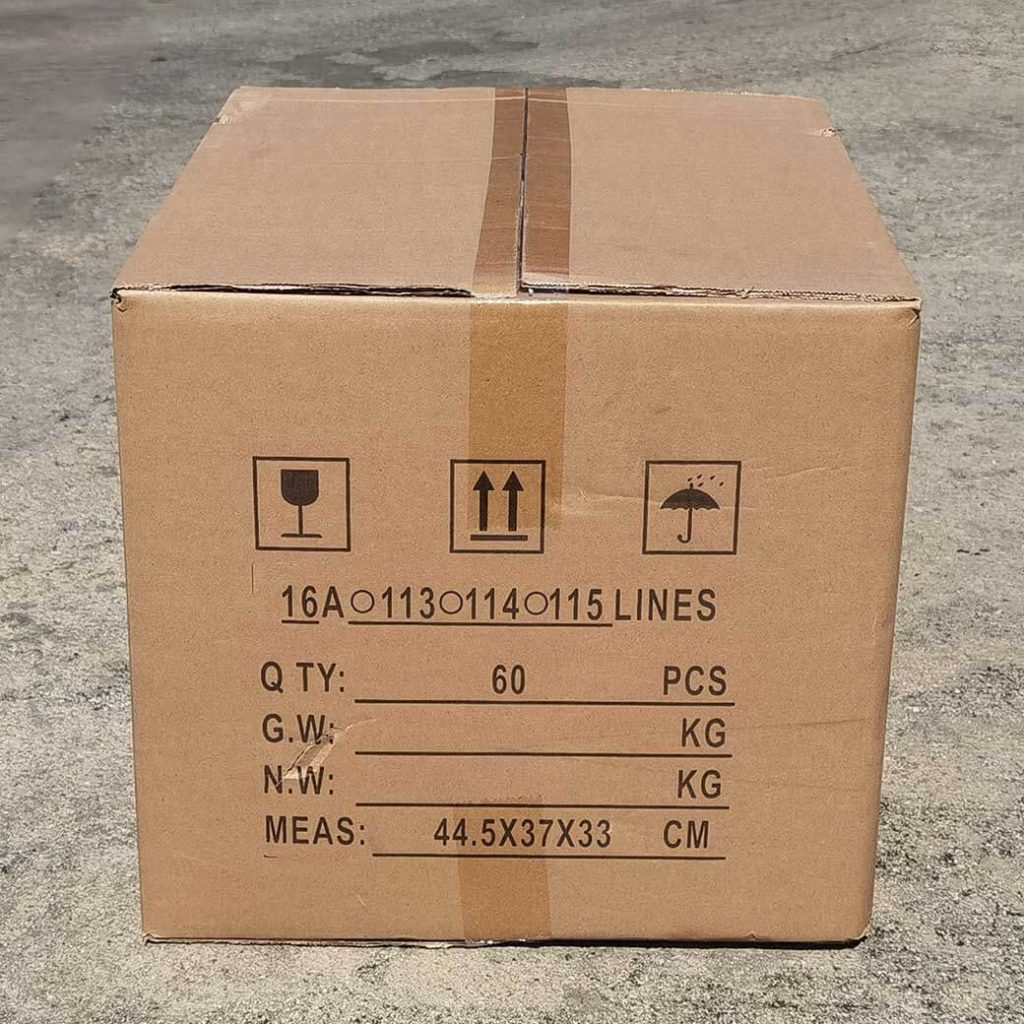 16A○113○114○115 LINES
Q TY: 60 PCS
G.W: KG
N.W: KG
MEAS: 44.5X37X33 CM